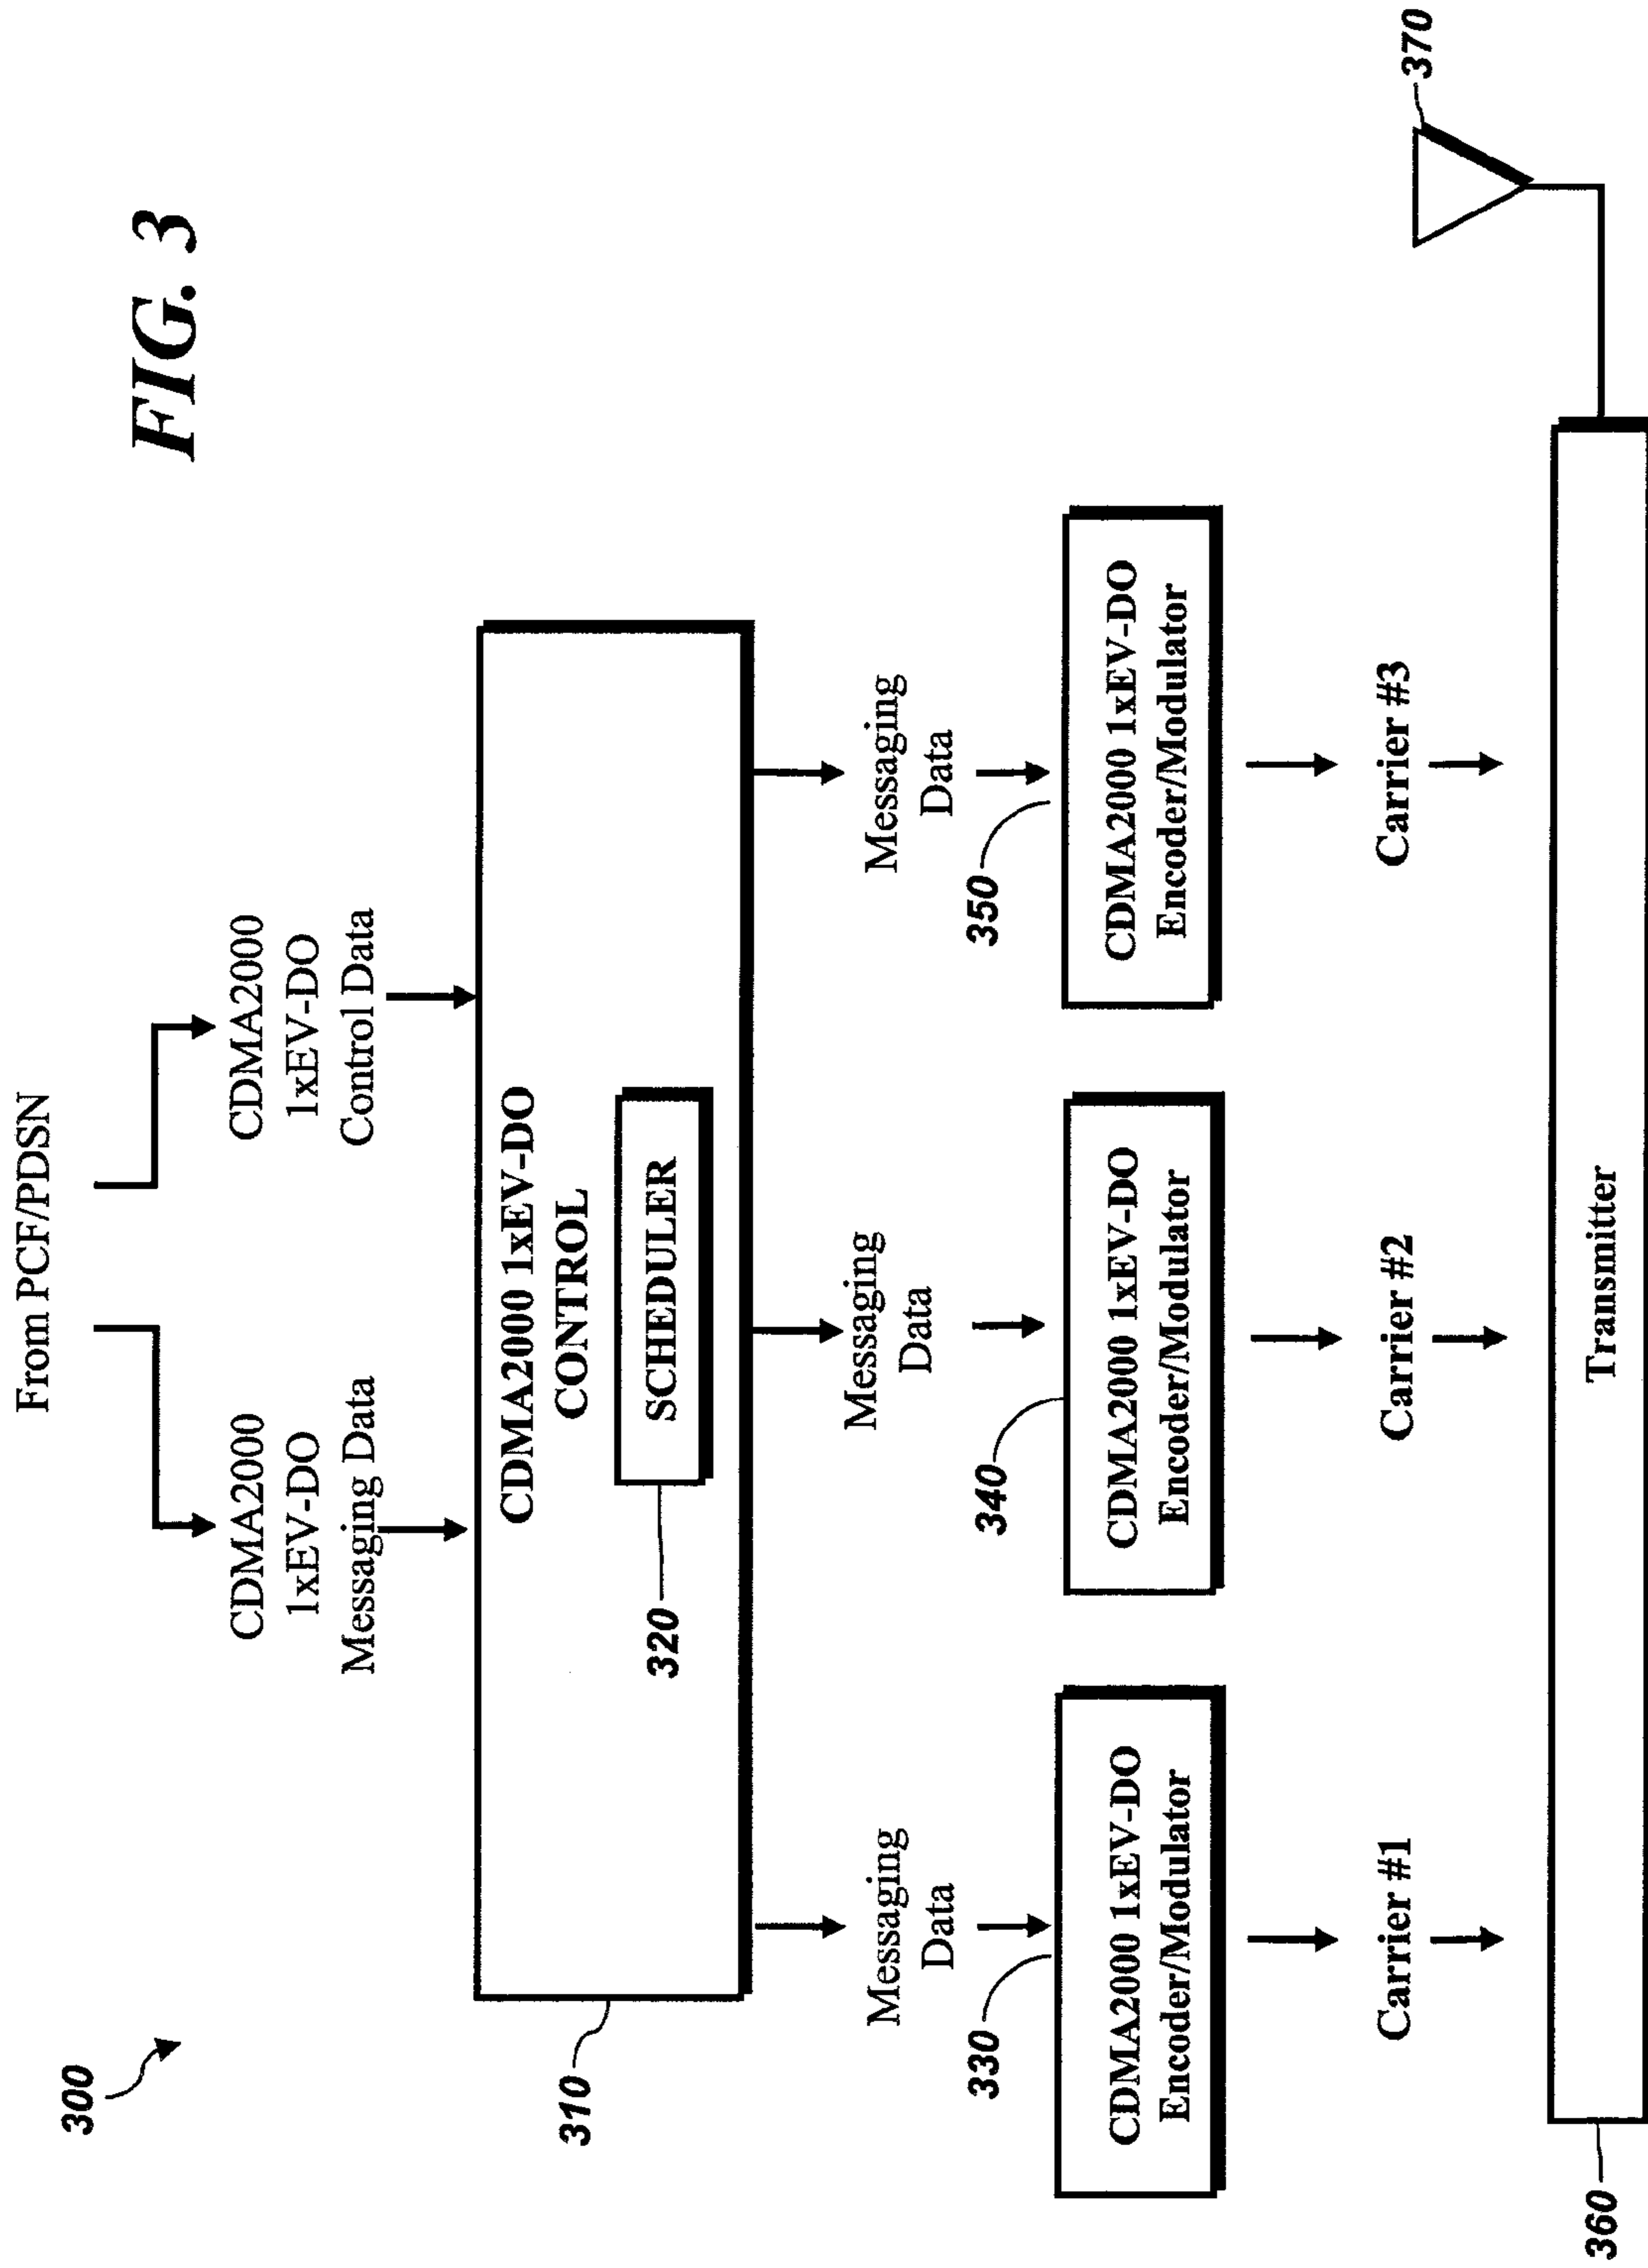 FIG. 3
300
From PCF/PDSN
CDMA2000
1xEV-DO
Messaging Data
CDMA2000
1xEV-DO
Control Data
310
CDMA2000 1xEV-DO
CONTROL
320
SCHEDULER
Messaging
Data
Messaging
Data
Messaging
Data
330
CDMA2000 1xEV-DO
Encoder/Modulator
340
CDMA2000 1xEV-DO
Encoder/Modulator
350
CDMA2000 1xEV-DO
Encoder/Modulator
Carrier #1
Carrier #2
Carrier #3
370
360
Transmitter